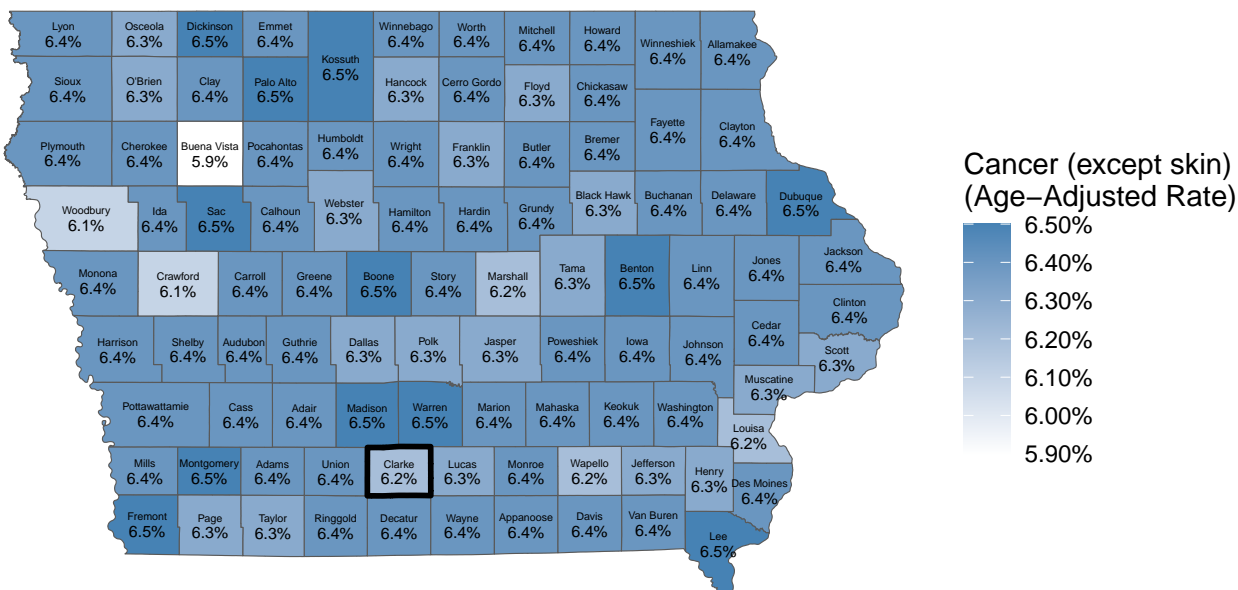 Lyon
6.4%
Osceola
6.3%
Dickinson
6.5%
Emmet
6.4%
Kossuth
6.5%
Winnebago
6.4%
Worth
6.4%
Mitchell
6.4%
Howard
6.4%
Winneshiek
6.4%
Allamakee
6.4%
Sioux
6.4%
O'Brien
6.3%
Clay
6.4%
Palo Alto
6.5%
Hancock
6.3%
Cerro Gordo
6.4%
Floyd
6.3%
Chickasaw
6.4%
Fayette
6.4%
Clayton
6.4%
Plymouth
6.4%
Cherokee
6.4%
Buena Vista
5.9%
Pocahontas
6.4%
Humboldt
6.4%
Wright
6.4%
Franklin
6.3%
Butler
6.4%
Bremer
6.4%
Woodbury
6.1%
Ida
6.4%
Sac
6.5%
Calhoun
6.4%
Webster
6.3%
Hamilton
6.4%
Hardin
6.4%
Grundy
6.4%
Black Hawk
6.3%
Buchanan
6.4%
Delaware
6.4%
Dubuque
6.5%
Monona
6.4%
Crawford
6.1%
Carroll
6.4%
Greene
6.4%
Boone
6.5%
Story
6.4%
Marshall
6.2%
Tama
6.3%
Benton
6.5%
Linn
6.4%
Jones
6.4%
Jackson
6.4%
Clinton
6.4%
Harrison
6.4%
Shelby
6.4%
Audubon
6.4%
Guthrie
6.4%
Dallas
6.3%
Polk
6.3%
Jasper
6.3%
Poweshiek
6.4%
Iowa
6.4%
Johnson
6.4%
Cedar
6.4%
Scott
6.3%
Muscatine
6.3%
Pottawattamie
6.4%
Cass
6.4%
Adair
6.4%
Madison
6.5%
Warren
6.5%
Marion
6.4%
Mahaska
6.4%
Keokuk
6.4%
Washington
6.4%
Louisa
6.2%
Mills
6.4%
Montgomery
6.5%
Adams
6.4%
Union
6.4%
Clarke
6.2%
Lucas
6.3%
Monroe
6.4%
Wapello
6.2%
Jefferson
6.3%
Henry
6.3%
Des Moines
6.4%
Fremont
6.5%
Page
6.3%
Taylor
6.3%
Ringgold
6.4%
Decatur
6.4%
Wayne
6.4%
Appanoose
6.4%
Davis
6.4%
Van Buren
6.4%
Lee
6.5%
Cancer (except skin)
(Age−Adjusted Rate)
6.50%
6.40%
6.30%
6.20%
6.10%
6.00%
5.90%